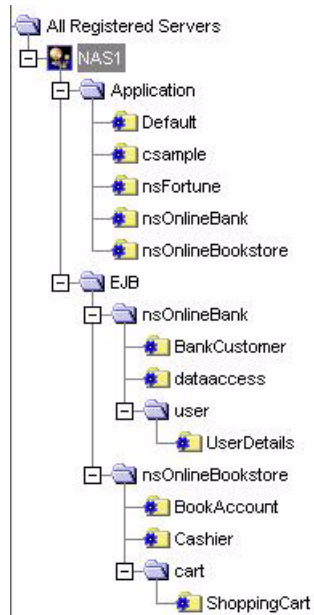 All Registered Servers
NAS1
Application
Default
csample
nsFortune
nsOnlineBank
nsOnlineBookstore
EJB
nsOnlineBank
BankCustomer
dataaccess
user
UserDetails
nsOnlineBookstore
BookAccount
Cashier
cart
ShoppingCart